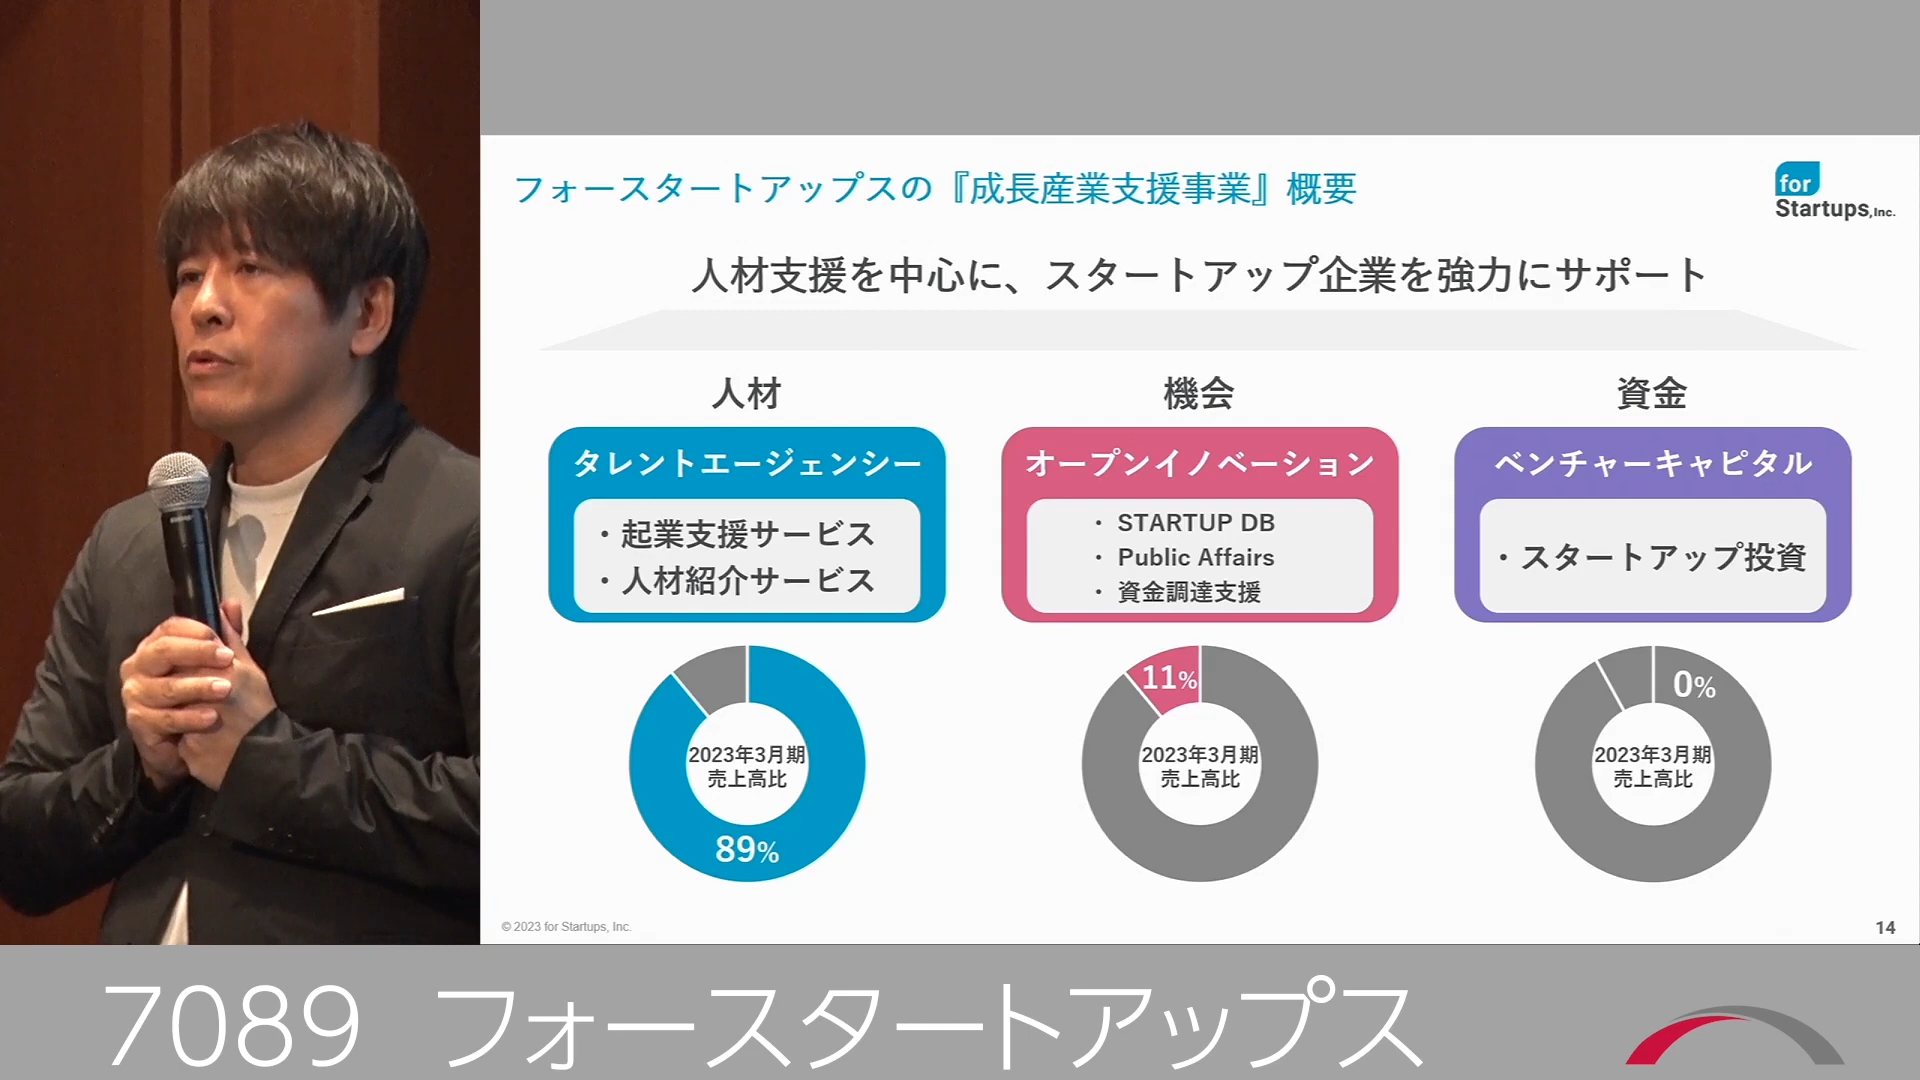 フォースタートアップスの『成長産業支援事業』概要
for
Startups,Inc.
人材支援を中心に、スタートアップ企業を強力にサポート
人材
機会
資金
タレントエージェンシー
・起業支援サービス
・人材紹介サービス
オープンイノベーション
・ STARTUP DB
・ Public Affairs
・ 資金調達支援
ベンチャーキャピタル
・スタートアップ投資
2023年3月期
売上高比
89%
11%
2023年3月期
売上高比
0%
2023年3月期
売上高比
© 2023 for Startups, Inc.
14
7089 フォースタートアップス